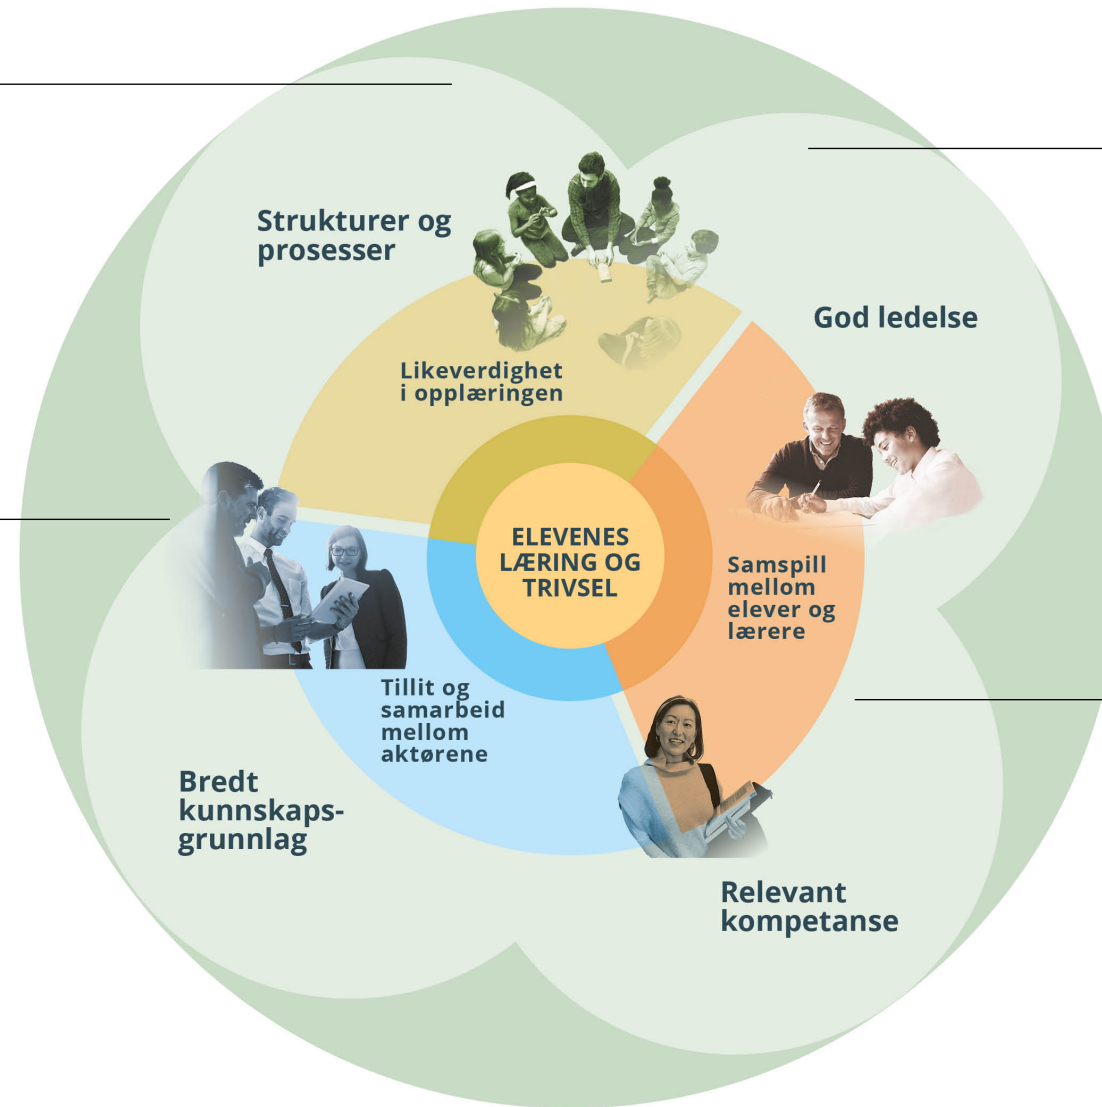 Strukturer og
prosesser
God ledelse
Likeverdighet
i opplæringen
ELEVENES
LÆRING OG
TRIVSEL
Samspill
mellom
elever og
lærere
Tillit og
samarbeid
mellom
aktørene
Bredt
kunnskaps-
grunnlag
Relevant
kompetanse